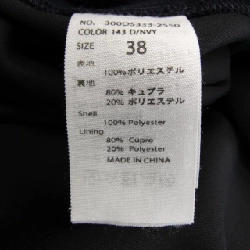 NO. 300D5333-2550
COLOR 143 D/NVY
SIZE 38
表地
100% ポリエステル
裏地
80% キュプラ
20% ポリエステル
Shell
100% Polyester
Lining
80% Cupro
20% Polyester
MADE IN CHINA